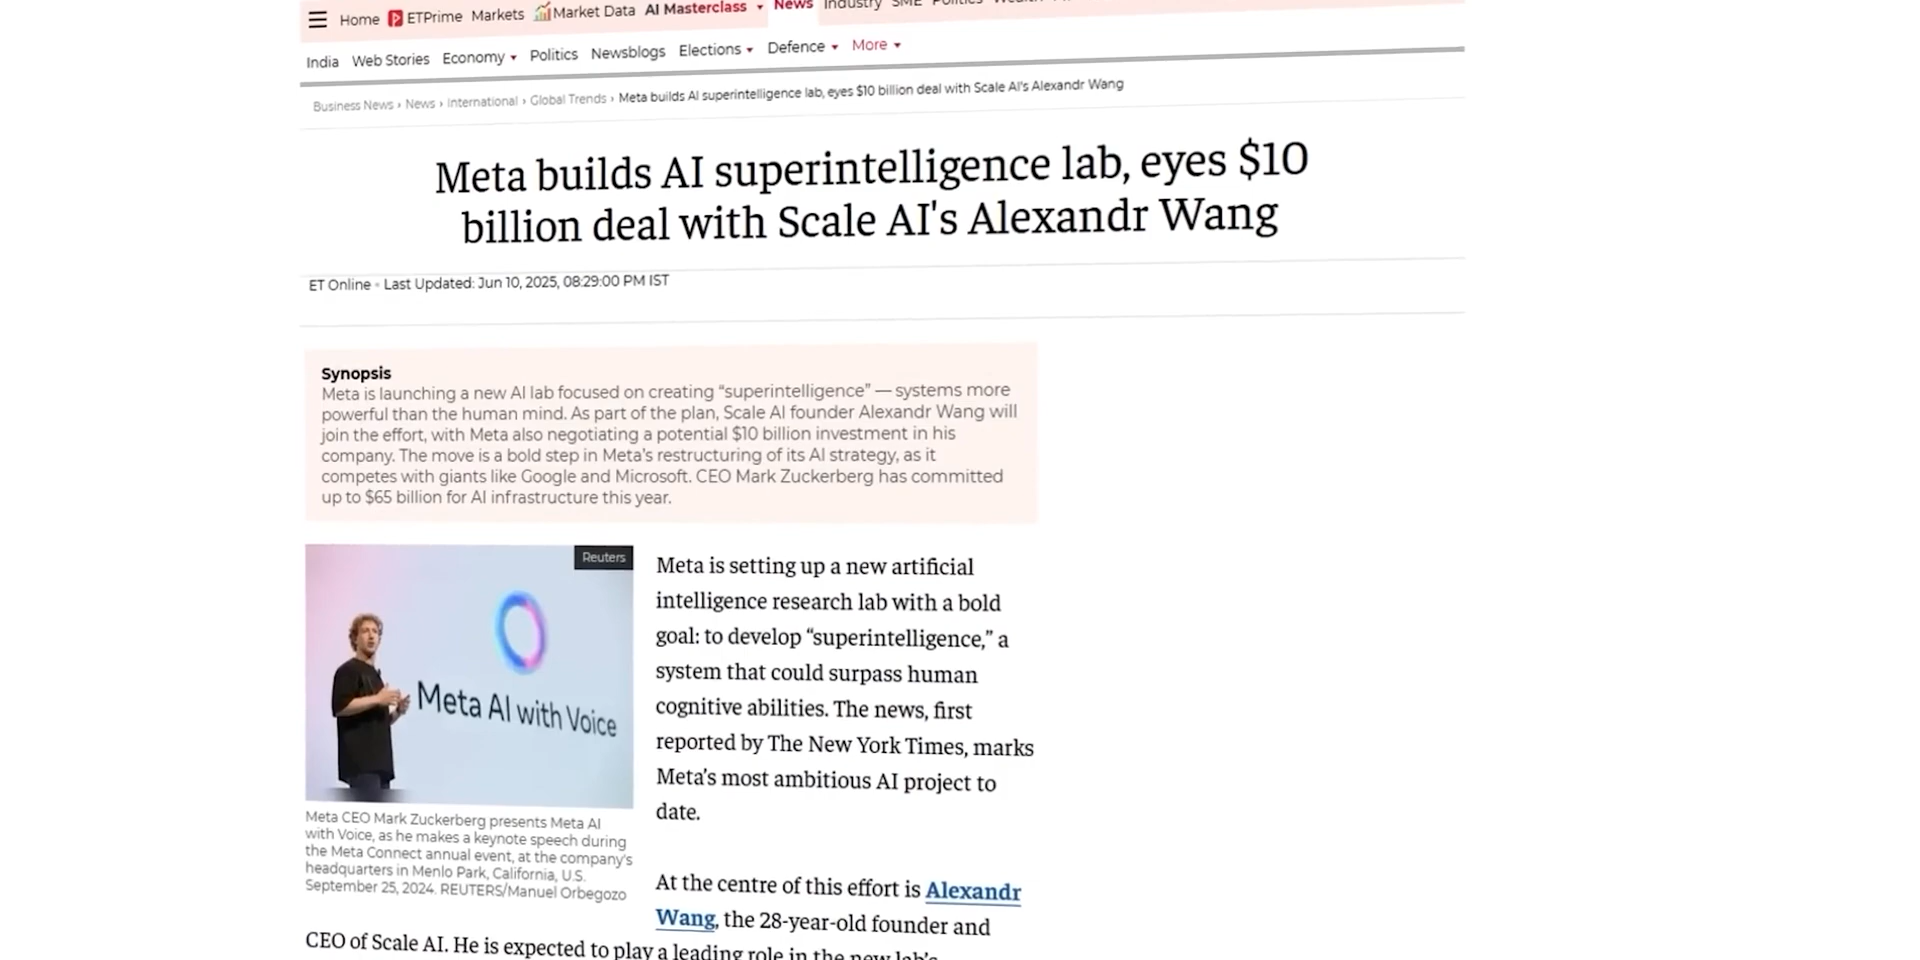 Home ETPrime Markets Market Data AI Masterclass News Industry SME Politics
India Web Stories Economy Politics Newsblogs Elections Defence More
Business News › News › International › Global Trends › Meta builds AI superintelligence lab, eyes $10 billion deal with Scale AI's Alexandr Wang
Meta builds AI superintelligence lab, eyes $10
billion deal with Scale AI's Alexandr Wang
ET Online • Last Updated: Jun 10, 2025, 08:29:00 PM IST
Synopsis
Meta is launching a new AI lab focused on creating “superintelligence” — systems more
powerful than the human mind. As part of the plan, Scale AI founder Alexandr Wang will
join the effort, with Meta also negotiating a potential $10 billion investment in his
company. The move is a bold step in Meta’s restructuring of its AI strategy, as it
competes with giants like Google and Microsoft. CEO Mark Zuckerberg has committed
up to $65 billion for AI infrastructure this year.
Reuters
Meta AI with Voice
Meta CEO Mark Zuckerberg presents Meta AI
with Voice, as he makes a keynote speech during
the Meta Connect annual event, at the company's
headquarters in Menlo Park, California, U.S.
September 25, 2024. REUTERS/Manuel Orbegozo
Meta is setting up a new artificial
intelligence research lab with a bold
goal: to develop “superintelligence,” a
system that could surpass human
cognitive abilities. The news, first
reported by The New York Times, marks
Meta’s most ambitious AI project to
date.
At the centre of this effort is Alexandr
Wang, the 28-year-old founder and
CEO of Scale AI. He is expected to play a leading role in the new lab’s